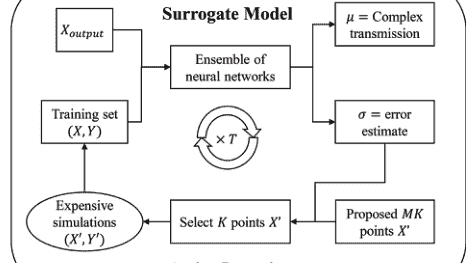 Surrogate Model
X_output
Ensemble of
neural networks
μ = Complex
transmission
Training set
(X, Y)
× T
σ = error
estimate
Expensive
simulations
(X', Y')
Select K points X'
Proposed MK
points X'